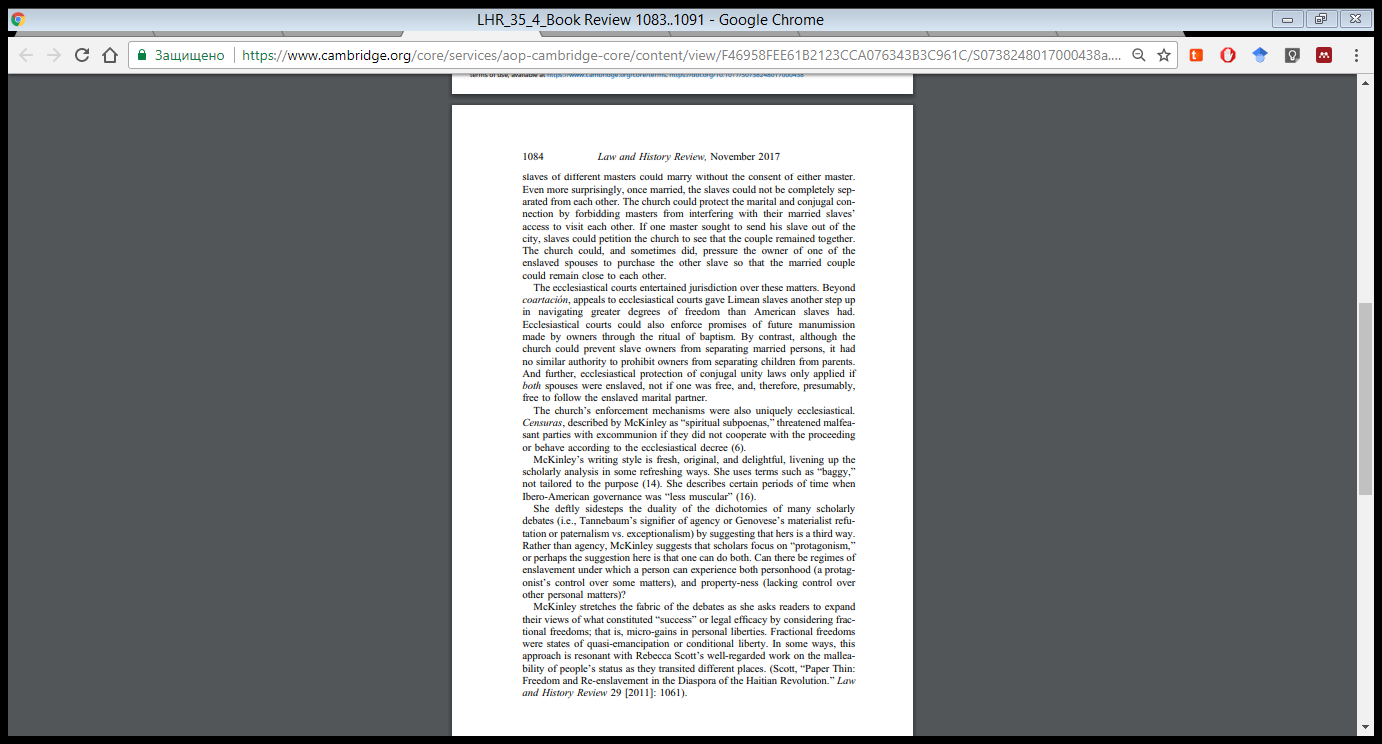 LHR_35_4_Book Review 1083..1091 - Google Chrome
Защищено
https://www.cambridge.org/core/services/aop-cambridge-core/content/view/F46958FEE61B2123CCA076343B3C961C/S0738248017000438a....
terms of use, available at https://www.cambridge.org/core/terms. https://doi.org/10.1017/S0738248017000438
1084 Law and History Review, November 2017
slaves of different masters could marry without the consent of either master.
Even more surprisingly, once married, the slaves could not be completely sep-
arated from each other. The church could protect the marital and conjugal con-
nection by forbidding masters from interfering with their married slaves’
access to visit each other. If one master sought to send his slave out of the
city, slaves could petition the church to see that the couple remained together.
The church could, and sometimes did, pressure the owner of one of the
enslaved spouses to purchase the other slave so that the married couple
could remain close to each other.
The ecclesiastical courts entertained jurisdiction over these matters. Beyond
coartación, appeals to ecclesiastical courts gave Limean slaves another step up
in navigating greater degrees of freedom than American slaves had.
Ecclesiastical courts could also enforce promises of future manumission
made by owners through the ritual of baptism. By contrast, although the
church could prevent slave owners from separating married persons, it had
no similar authority to prohibit owners from separating children from parents.
And further, ecclesiastical protection of conjugal unity laws only applied if
both spouses were enslaved, not if one was free, and, therefore, presumably,
free to follow the enslaved marital partner.
The church’s enforcement mechanisms were also uniquely ecclesiastical.
Censuras, described by McKinley as “spiritual subpoenas,” threatened malfea-
sant parties with excommunion if they did not cooperate with the proceeding
or behave according to the ecclesiastical decree (6).
McKinley’s writing style is fresh, original, and delightful, livening up the
scholarly analysis in some refreshing ways. She uses terms such as “baggy,”
not tailored to the purpose (14). She describes certain periods of time when
Ibero-American governance was “less muscular” (16).
She deftly sidesteps the duality of the dichotomies of many scholarly
debates (i.e., Tannebaum’s signifier of agency or Genovese’s materialist refu-
tation or paternalism vs. exceptionalism) by suggesting that hers is a third way.
Rather than agency, McKinley suggests that scholars focus on “protagonism,”
or perhaps the suggestion here is that one can do both. Can there be regimes of
enslavement under which a person can experience both personhood (a protag-
onist’s control over some matters), and property-ness (lacking control over
other personal matters)?
McKinley stretches the fabric of the debates as she asks readers to expand
their views of what constituted “success” or legal efficacy by considering frac-
tional freedoms; that is, micro-gains in personal liberties. Fractional freedoms
were states of quasi-emancipation or conditional liberty. In some ways, this
approach is resonant with Rebecca Scott’s well-regarded work on the mallea-
bility of people’s status as they transited different places. (Scott, “Paper Thin:
Freedom and Re-enslavement in the Diaspora of the Haitian Revolution.” Law
and History Review 29 [2011]: 1061).